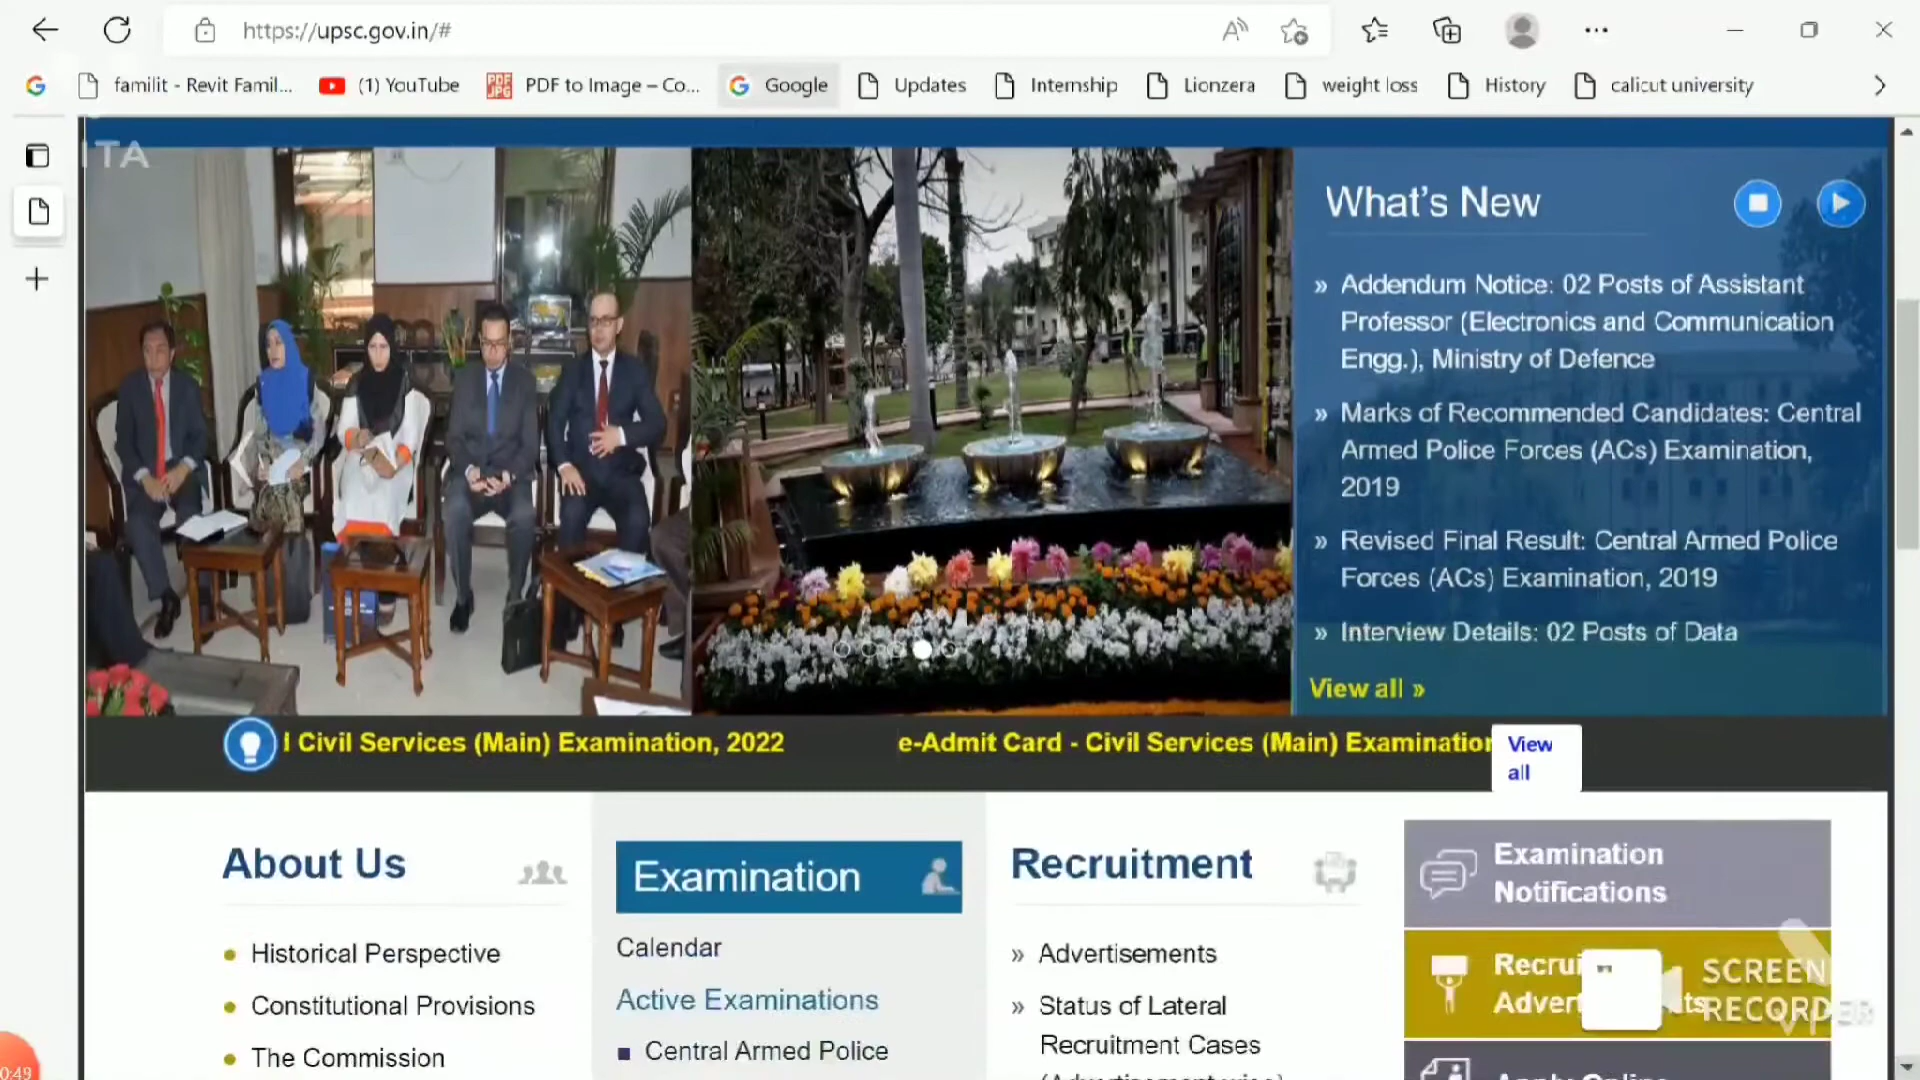 https://upsc.gov.in/#
familit - Revit Famil...
(1) YouTube
PDF to Image – Co...
Google
Updates
Internship
Lionzera
weight loss
History
calicut university
ITA
What's New
» Addendum Notice: 02 Posts of Assistant
Professor (Electronics and Communication
Engg.), Ministry of Defence
» Marks of Recommended Candidates: Central
Armed Police Forces (ACs) Examination,
2019
» Revised Final Result: Central Armed Police
Forces (ACs) Examination, 2019
» Interview Details: 02 Posts of Data
View all »
Civil Services (Main) Examination, 2022
e-Admit Card - Civil Services (Main) Examination
View
all
About Us
Historical Perspective
Constitutional Provisions
The Commission
Examination
Calendar
Active Examinations
Central Armed Police
Recruitment
» Advertisements
» Status of Lateral
Recruitment Cases
Examination
Notifications
SCREEN
RECORDER
0:49